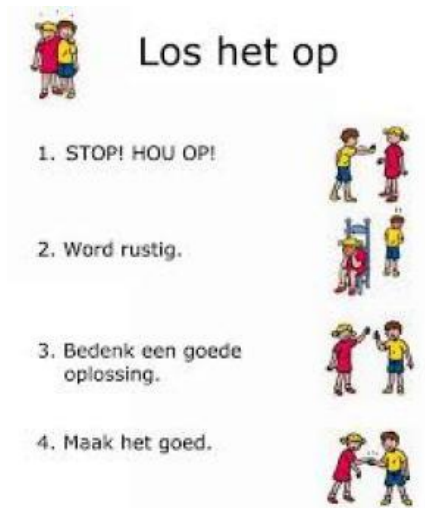 Los het op
1. STOP! HOU OP!
2. Word rustig.
3. Bedenk een goede
oplossing.
4. Maak het goed.